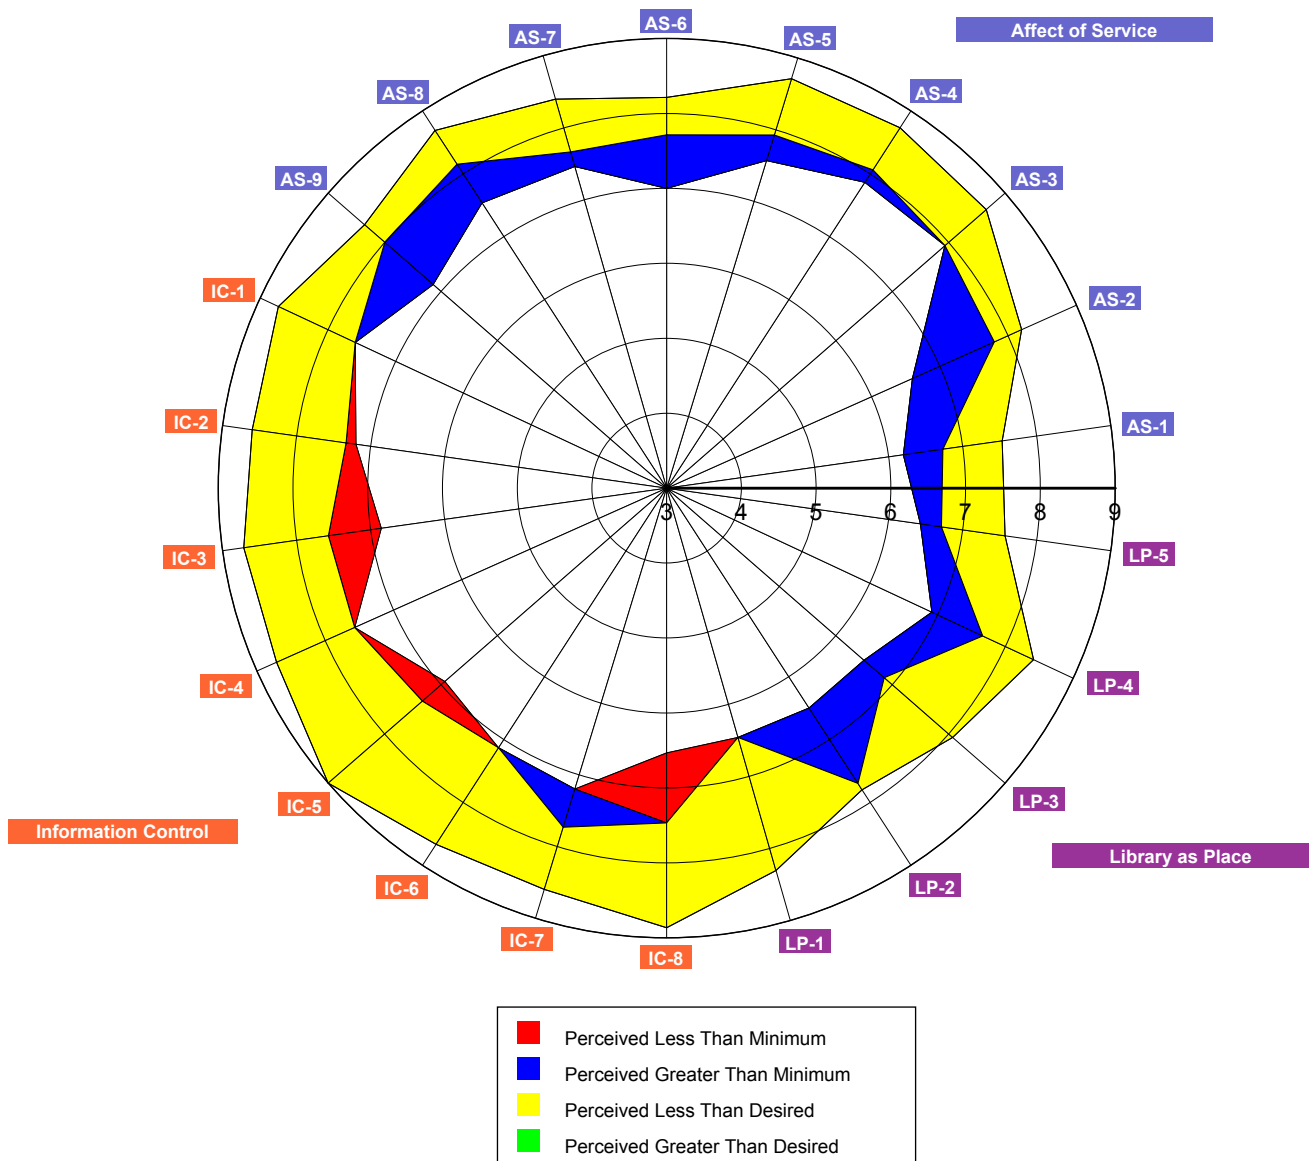 AS-6
Affect of Service
AS-7
AS-5
AS-8
AS-4
AS-9
AS-3
IC-1
AS-2
IC-2
AS-1
3 4 5 6 7 8 9
IC-3
LP-5
IC-4
LP-4
IC-5
LP-3
Information Control
Library as Place
IC-6
LP-2
IC-7
LP-1
IC-8
Perceived Less Than Minimum
Perceived Greater Than Minimum
Perceived Less Than Desired
Perceived Greater Than Desired